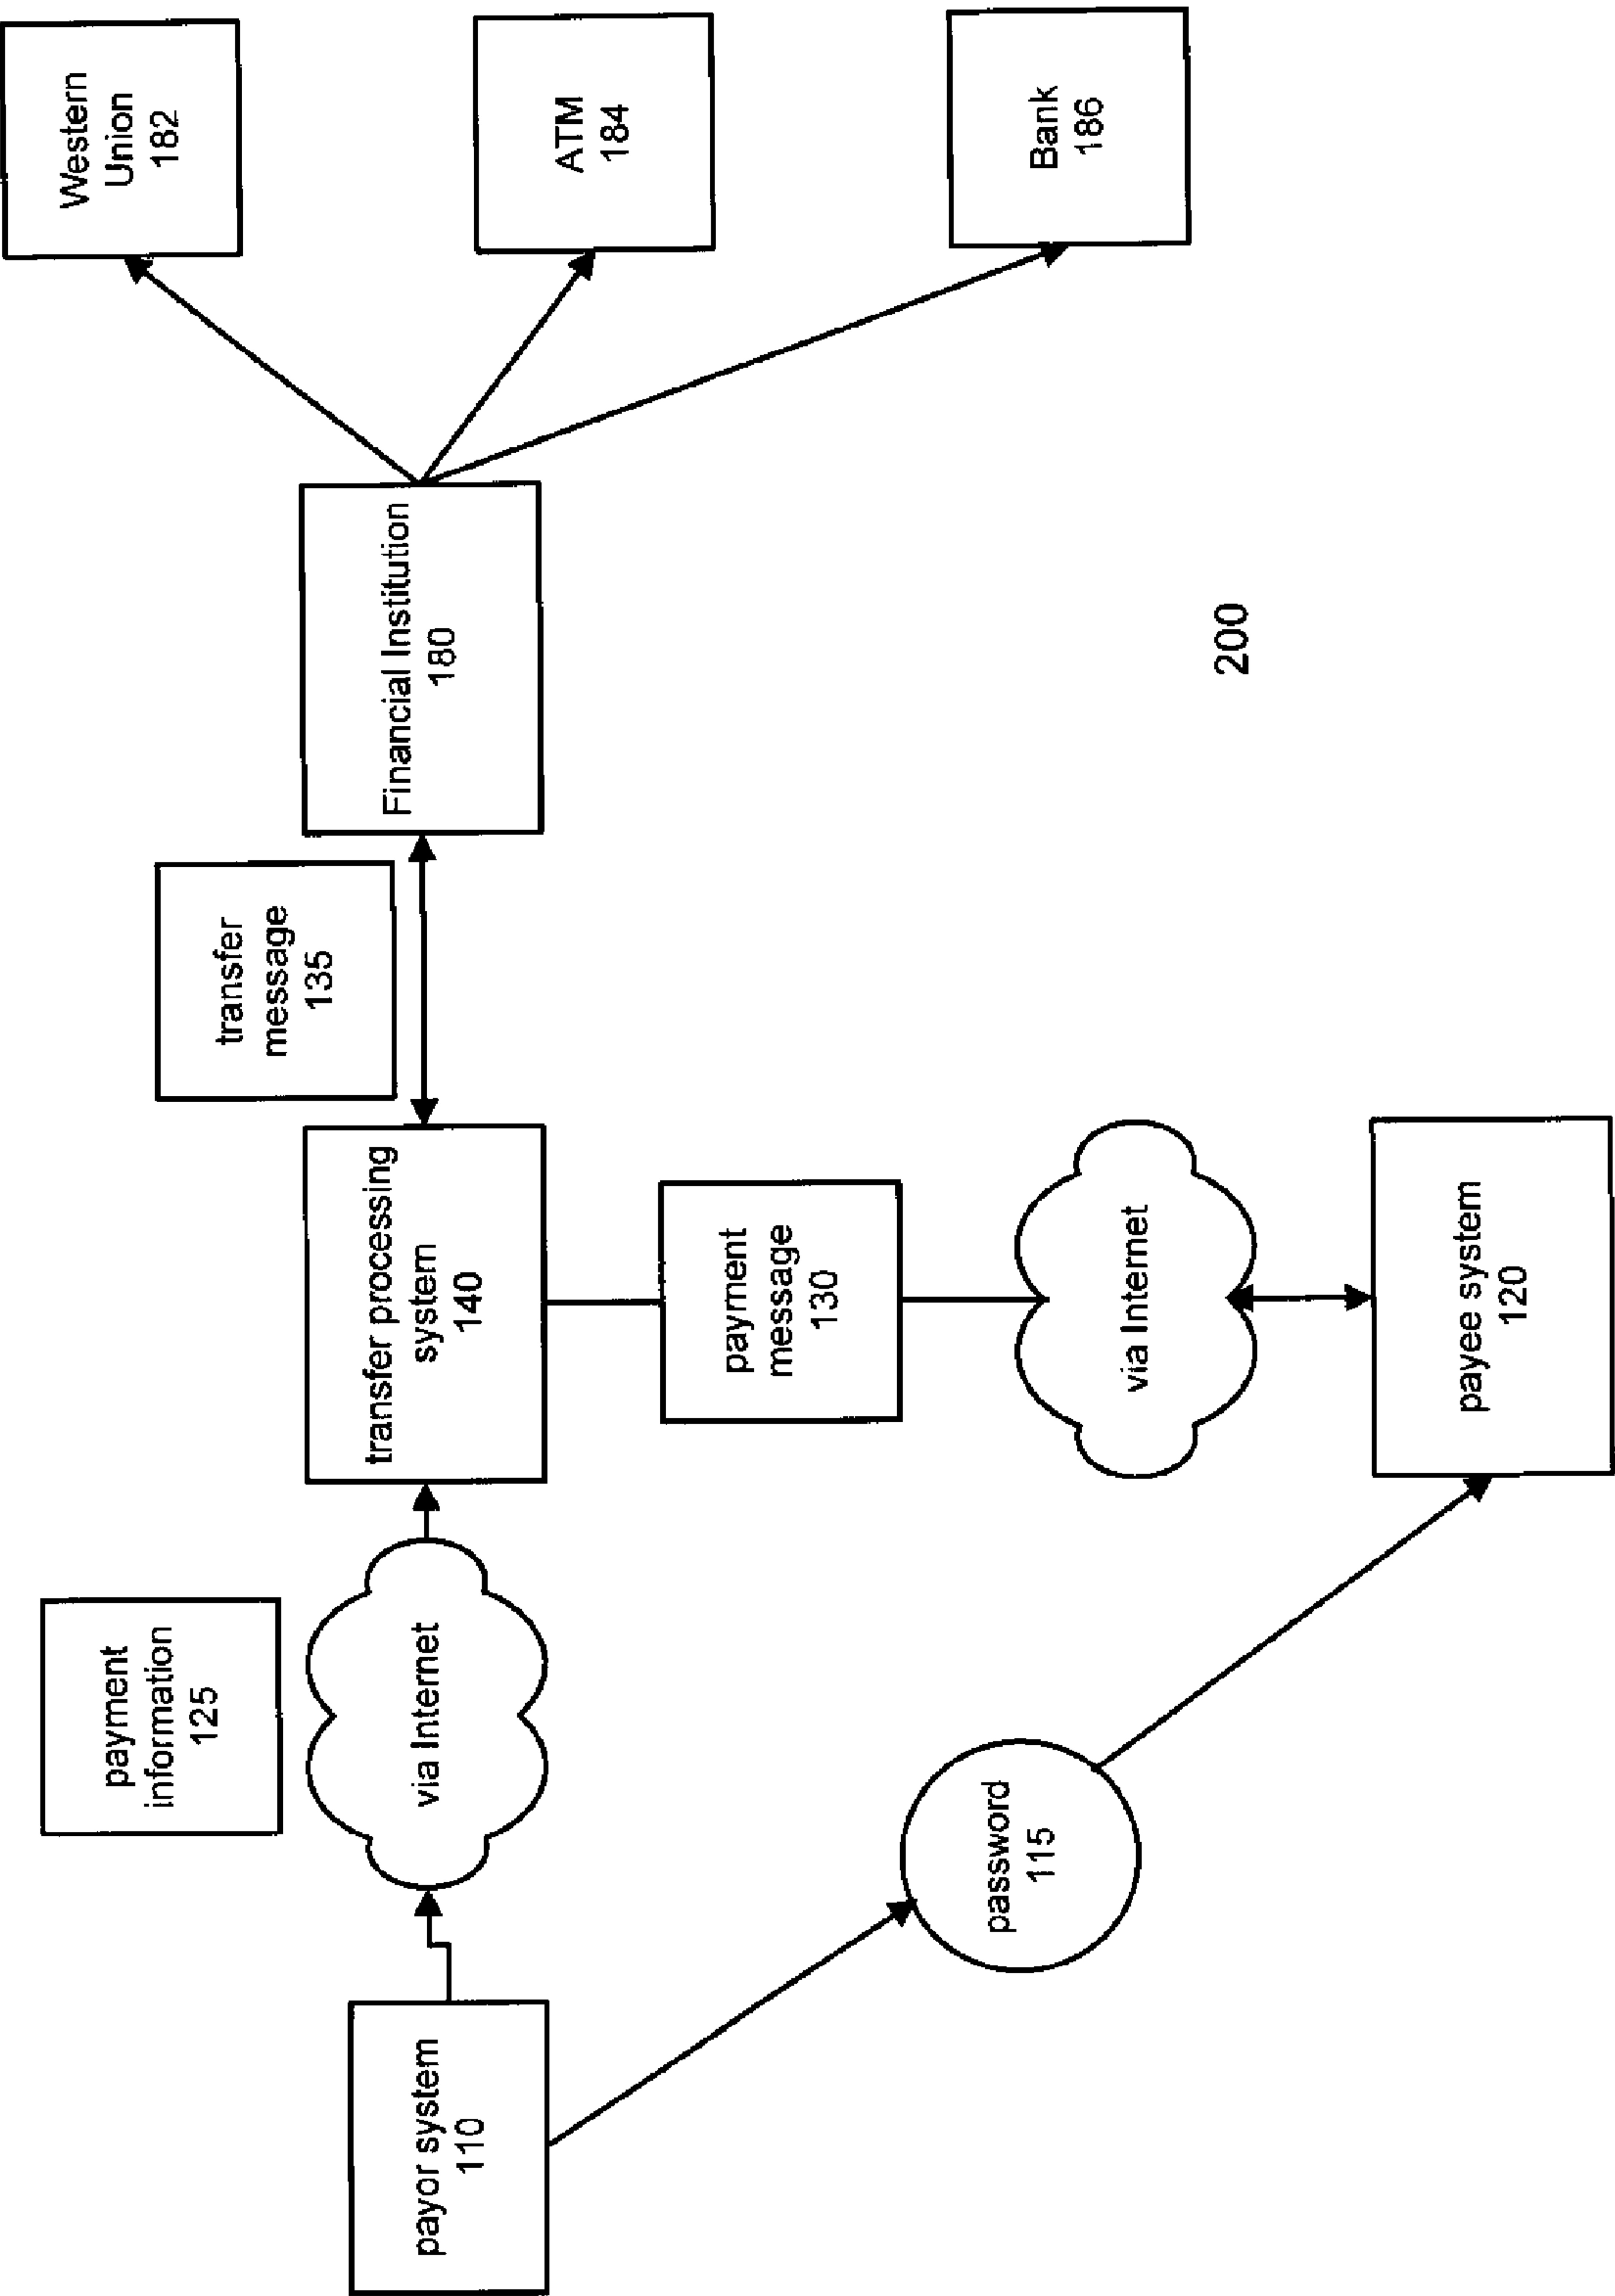 payment
information
125
payor system
110
via Internet
transfer processing
system
140
transfer
message
135
Financial Institution
180
Western
Union
182
ATM
184
Bank
186
payment
message
130
password
115
via Internet
payee system
120
200